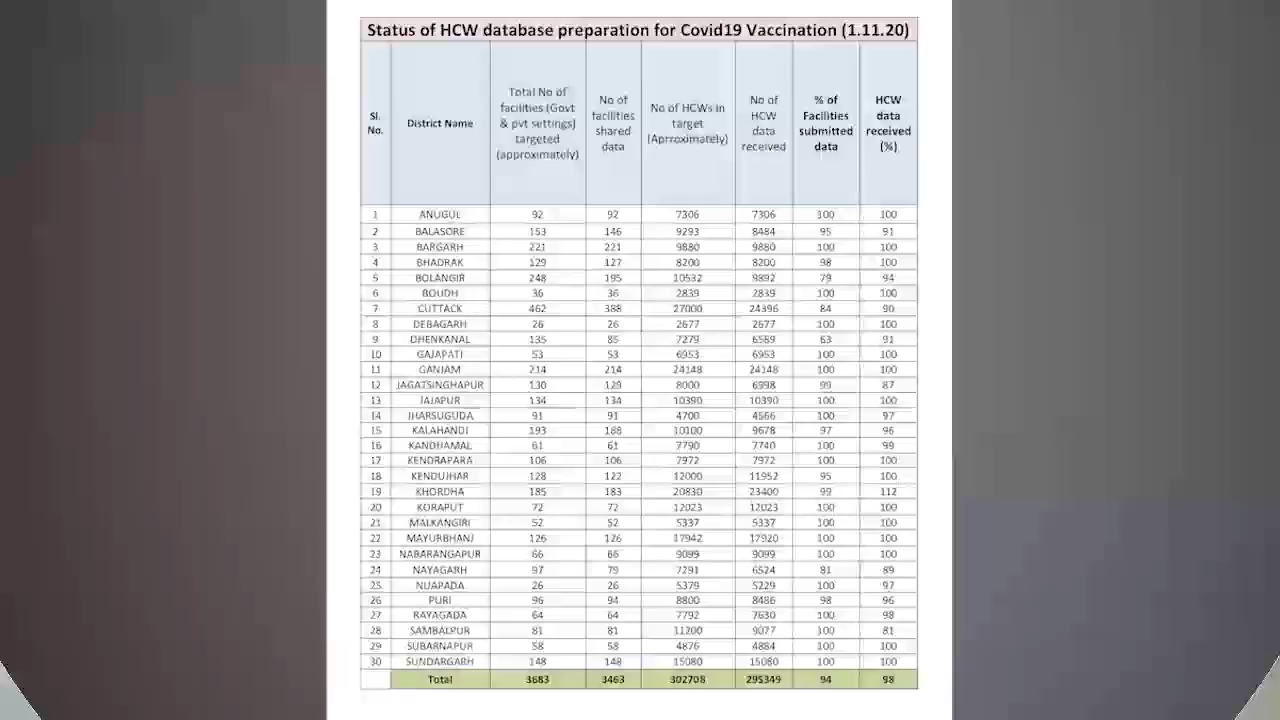 Status of HCW database preparation for Covid19 Vaccination (1.11.20)
Sl. No. District Name Total No of facilities (Govt & pvt settings) targeted (approximately) No of facilities shared data No of HCWs in target (Aprroximately) No of HCW data received % of Facilities submitted data HCW data received (%)
1 ANUGUL 92 92 7306 7306 100 100
2 BALASORE 153 146 9293 8484 95 91
3 BARGARH 221 221 9880 9880 100 100
4 BHADRAK 129 127 8200 8200 98 100
5 BOLANGIR 248 195 10532 9892 79 94
6 BOUDH 36 36 2839 2839 100 100
7 CUTTACK 462 388 27000 24396 84 90
8 DEBAGARH 26 26 2677 2677 100 100
9 DHENKANAL 135 85 7279 6589 63 91
10 GAJAPATI 53 53 6953 6953 100 100
11 GANJAM 214 214 24148 24148 100 100
12 JAGATSINGHAPUR 130 129 8000 6998 99 87
13 JAJAPUR 134 134 10390 10390 100 100
14 JHARSUGUDA 91 91 4700 4566 100 97
15 KALAHANDI 193 188 10100 9678 97 96
16 KANDHAMAL 61 61 7790 7740 100 99
17 KENDRAPARA 106 106 7972 7972 100 100
18 KENDUJHAR 128 122 12000 11952 95 100
19 KHORDHA 185 183 20830 23400 99 112
20 KORAPUT 72 72 12023 12023 100 100
21 MALKANGIRI 52 52 5337 5337 100 100
22 MAYURBHANJ 126 126 17942 17920 100 100
23 NABARANGAPUR 66 66 9099 9099 100 100
24 NAYAGARH 97 79 7291 6524 81 89
25 NUAPADA 26 26 5379 5229 100 97
26 PURI 96 94 8800 8486 98 96
27 RAYAGADA 64 64 7792 7630 100 98
28 SAMBALPUR 81 81 11200 9077 100 81
29 SUBARNAPUR 58 58 4876 4884 100 100
30 SUNDARGARH 148 148 15080 15080 100 100
Total 3683 3463 302708 295349 94 98